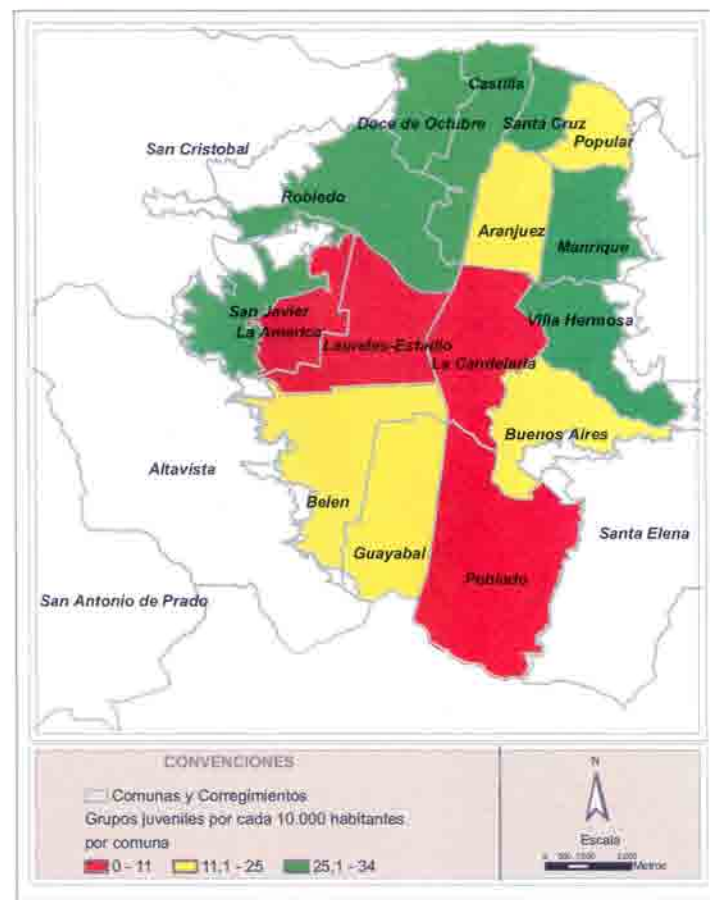 Castilla
Doce de Octubre
Santa Cruz
Popular
San Cristobal
Robledo
Aranjuez
Manrique
San Javier
La America
Villa Hermosa
Laureles-Estadio
La Candelaria
Buenos Aires
Altavista
Belen
Santa Elena
Guayabal
Poblado
San Antonio de Prado
CONVENCIONES
Comunas y Corregimientos
Grupos juveniles por cada 10.000 habitantes
por comuna
0 - 11 11,1 - 25 25,1 - 34
N
Escala
0
Metros